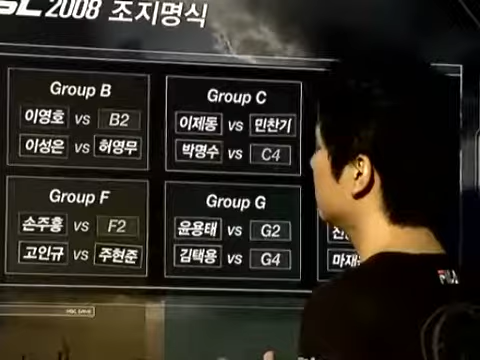 2008 조지명식
Group B
이영호 vs B2
이성은 vs 허영무
Group C
이제동 vs 민찬기
박명수 vs C4
Group F
손주흥 vs F2
고인규 vs 주현준
Group G
윤용태 vs G2
김택용 vs G4
마재